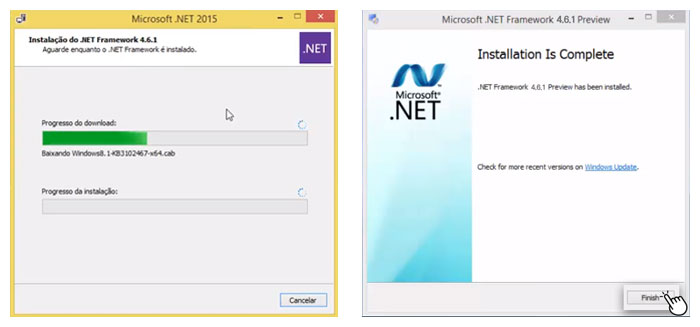 Microsoft .NET 2015
Instalação do .NET Framework 4.6.1
Aguarde enquanto o .NET Framework é instalado.
.NET
Progresso do download:
Baixando Windows8.1-KB3102467-x64.cab
Progresso da instalação:
Cancelar
Microsoft .NET Framework 4.6.1 Preview
Microsoft®
.NET
Installation Is Complete
.NET Framework 4.6.1 Preview has been installed.
Check for more recent versions on Windows Update.
Finish